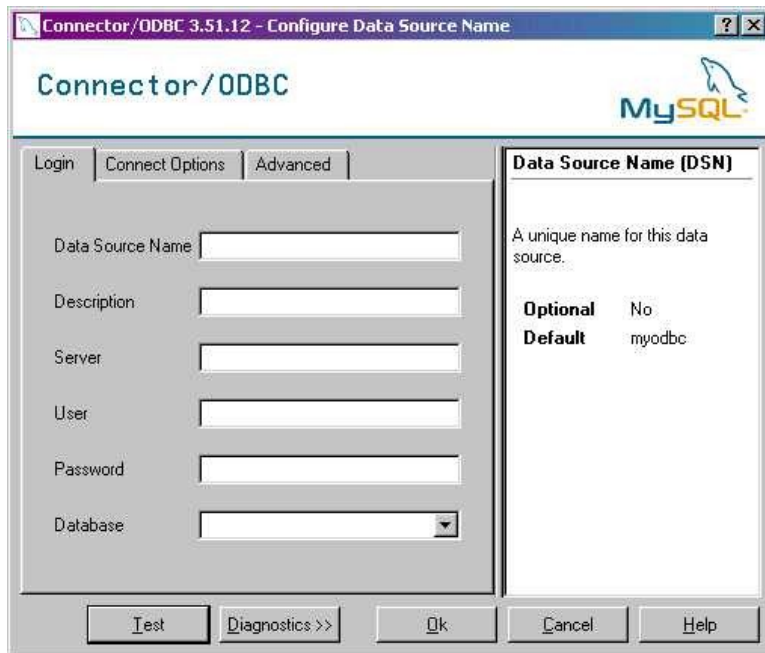 Connector/ODBC 3.51.12 - Configure Data Source Name
Connector/ODBC
MySQL
Login
Connect Options
Advanced
Data Source Name
Description
Server
User
Password
Database
Data Source Name (DSN)
A unique name for this data
source.
Optional No
Default myodbc
Test
Diagnostics >>
Ok
Cancel
Help